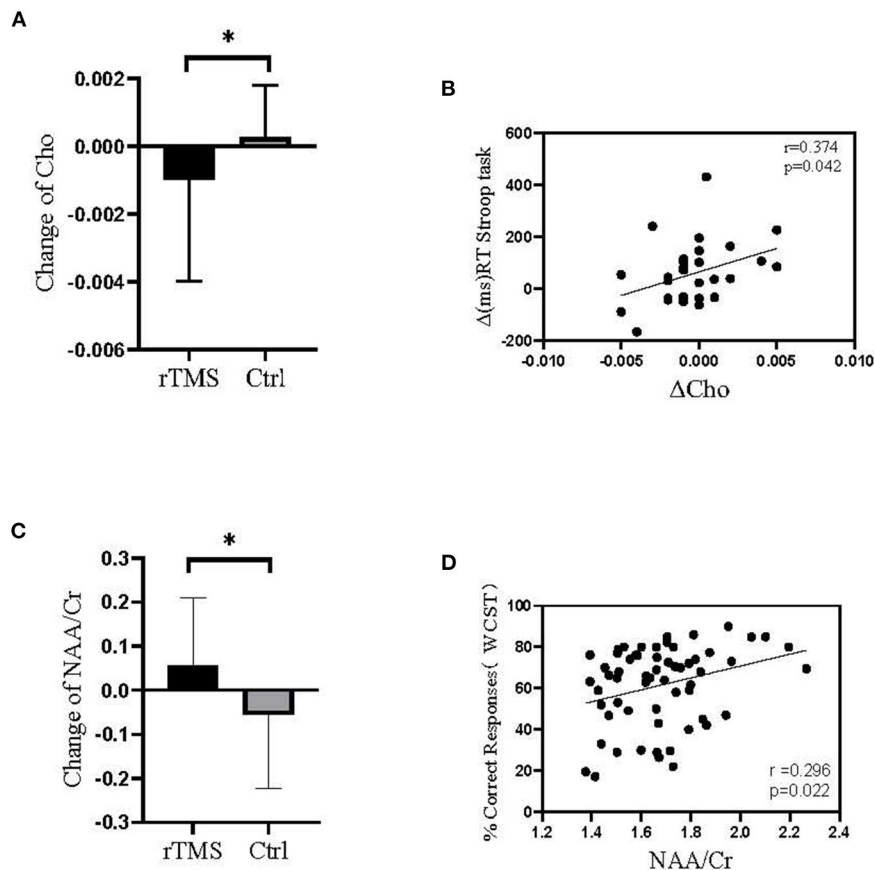 A
*
Change of Cho
0.002
0.000
-0.002
-0.004
-0.006
rTMS Ctrl
B
Δ(ms)RT Stroop task
600
400
200
0
-200
r=0.374
p=0.042
-0.010 -0.005 0.000 0.005 0.010
ΔCho
C
*
Change of NAA/Cr
0.3
0.2
0.1
0.0
-0.1
-0.2
-0.3
rTMS Ctrl
D
% Correct Responses( WCST)
100
80
60
40
20
0
r =0.296
p=0.022
1.2 1.4 1.6 1.8 2.0 2.2 2.4
NAA/Cr